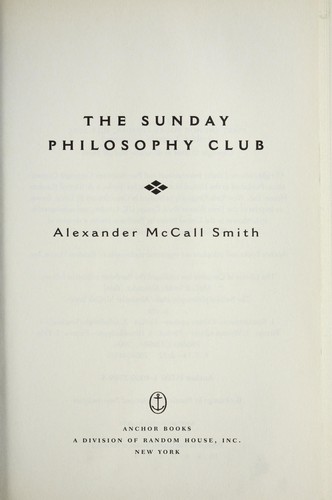 THE SUNDAY
PHILOSOPHY CLUB
Alexander McCall Smith
ANCHOR BOOKS
A DIVISION OF RANDOM HOUSE, INC.
NEW YORK